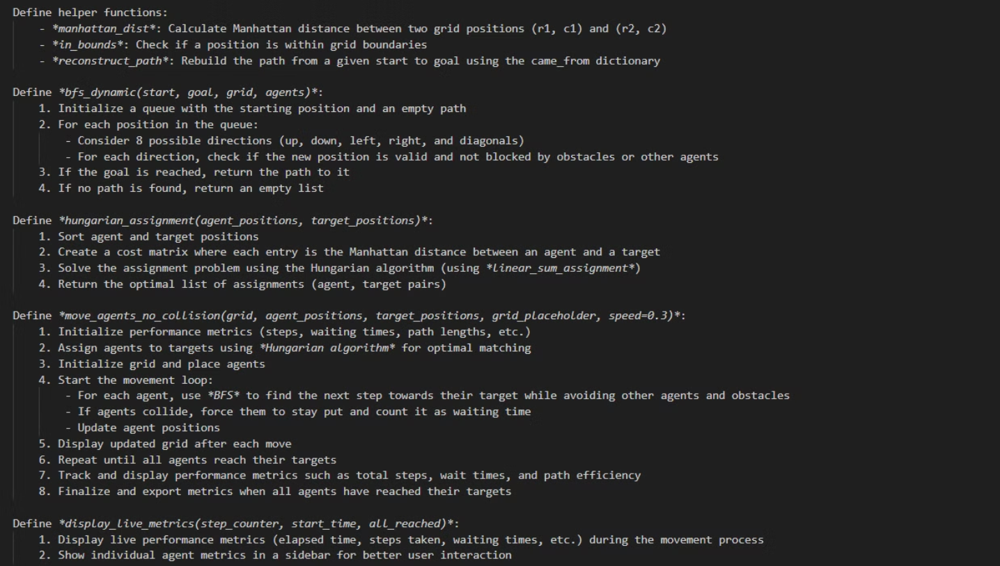 Define helper functions:
- *manhattan_dist*: Calculate Manhattan distance between two grid positions (r1, c1) and (r2, c2)
- *in_bounds*: Check if a position is within grid boundaries
- *reconstruct_path*: Rebuild the path from a given start to goal using the came_from dictionary
Define *bfs_dynamic(start, goal, grid, agents)*:
1. Initialize a queue with the starting position and an empty path
2. For each position in the queue:
- Consider 8 possible directions (up, down, left, right, and diagonals)
- For each direction, check if the new position is valid and not blocked by obstacles or other agents
3. If the goal is reached, return the path to it
4. If no path is found, return an empty list
Define *hungarian_assignment(agent_positions, target_positions)*:
1. Sort agent and target positions
2. Create a cost matrix where each entry is the Manhattan distance between an agent and a target
3. Solve the assignment problem using the Hungarian algorithm (using *linear_sum_assignment*)
4. Return the optimal list of assignments (agent, target pairs)
Define *move_agents_no_collision(grid, agent_positions, target_positions, grid_placeholder, speed=0.3)*:
1. Initialize performance metrics (steps, waiting times, path lengths, etc.)
2. Assign agents to targets using *Hungarian algorithm* for optimal matching
3. Initialize grid and place agents
4. Start the movement loop:
- For each agent, use *BFS* to find the next step towards their target while avoiding other agents and obstacles
- If agents collide, force them to stay put and count it as waiting time
- Update agent positions
5. Display updated grid after each move
6. Repeat until all agents reach their targets
7. Track and display performance metrics such as total steps, wait times, and path efficiency
8. Finalize and export metrics when all agents have reached their targets
Define *display_live_metrics(step_counter, start_time, all_reached)*:
1. Display live performance metrics (elapsed time, steps taken, waiting times, etc.) during the movement process
2. Show individual agent metrics in a sidebar for better user interaction